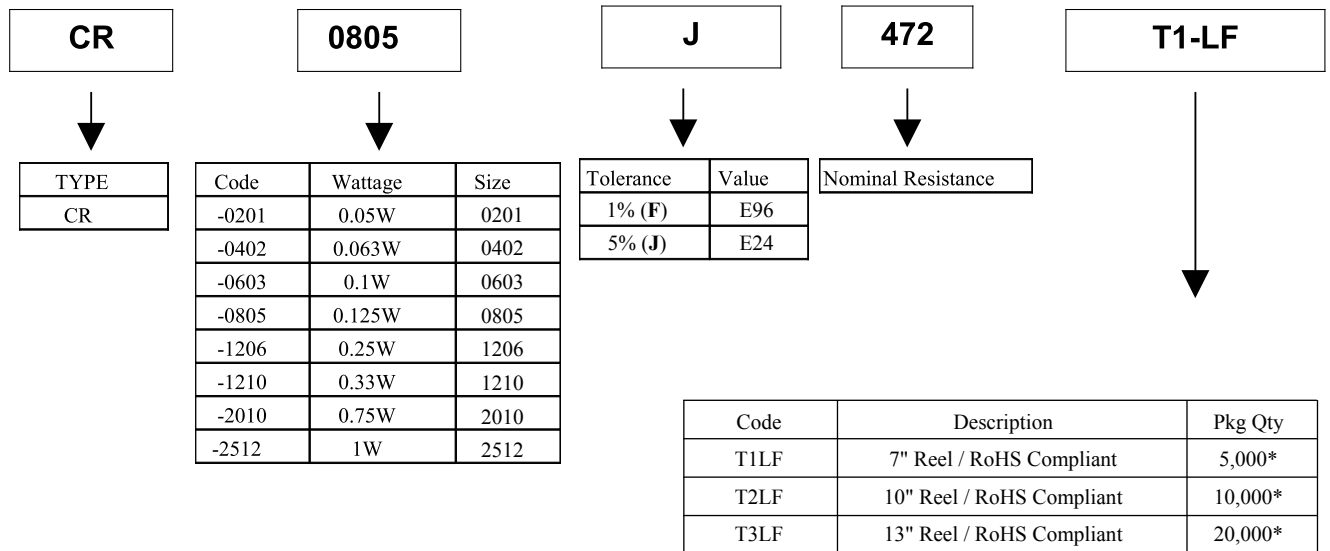 CR 0805 J 472 T1-LF
TYPE
CR
Code Wattage Size
-0201 0.05W 0201
-0402 0.063W 0402
-0603 0.1W 0603
-0805 0.125W 0805
-1206 0.25W 1206
-1210 0.33W 1210
-2010 0.75W 2010
-2512 1W 2512
Tolerance Value
1% (F) E96
5% (J) E24
Nominal Resistance
Code Description Pkg Qty
T1LF 7" Reel / RoHS Compliant 5,000*
T2LF 10" Reel / RoHS Compliant 10,000*
T3LF 13" Reel / RoHS Compliant 20,000*